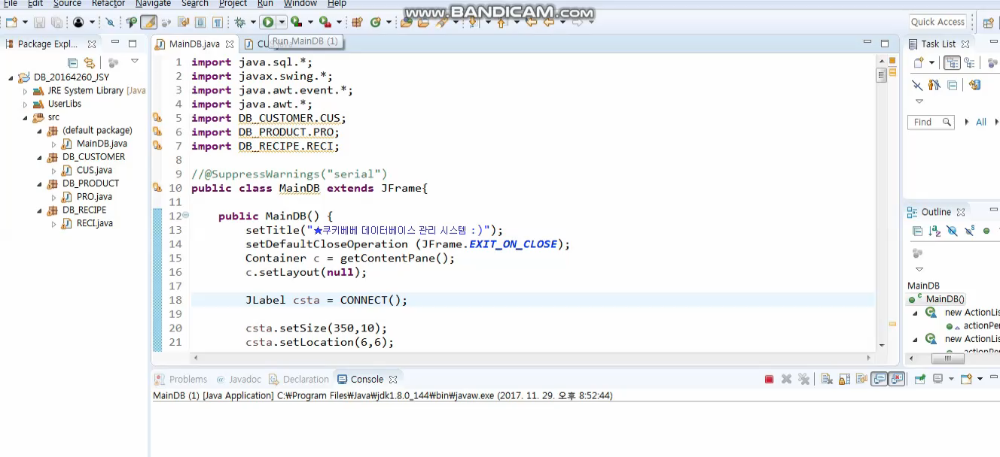 File Edit Source Refactor Navigate Search Project Run Window Help
www.BANDICAM.com
Quick Access
Package Expl...
MainDB.java
CUS.java
Run MainDB (1)
Task List
DB_20164260_JSY
JRE System Library [Java
UserLibs
src
(default package)
MainDB.java
DB_CUSTOMER
CUS.java
DB_PRODUCT
PRO.java
DB_RECIPE
RECI.java
1 import java.sql.*;
2 import javax.swing.*;
3 import java.awt.event.*;
4 import java.awt.*;
5 import DB_CUSTOMER.CUS;
6 import DB_PRODUCT.PRO;
7 import DB_RECIPE.RECI;
8
9 //@SuppressWarnings("serial")
10 public class MainDB extends JFrame{
11
12 public MainDB() {
13 setTitle("★쿠키베베 데이터베이스 관리 시스템 :)");
14 setDefaultCloseOperation (JFrame.EXIT_ON_CLOSE);
15 Container c = getContentPane();
16 c.setLayout(null);
17
18 JLabel csta = CONNECT();
19
20 csta.setSize(350,10);
21 csta.setLocation(6,6);
Find
All
Outline
MainDB
MainDB()
new ActionLis
actionPer
new ActionLis
Problems @ Javadoc Declaration Console
MainDB (1) [Java Application] C:₩Program Files₩Java₩jdk1.8.0_144₩bin₩javaw.exe (2017. 11. 29. 오후 8:52:44)